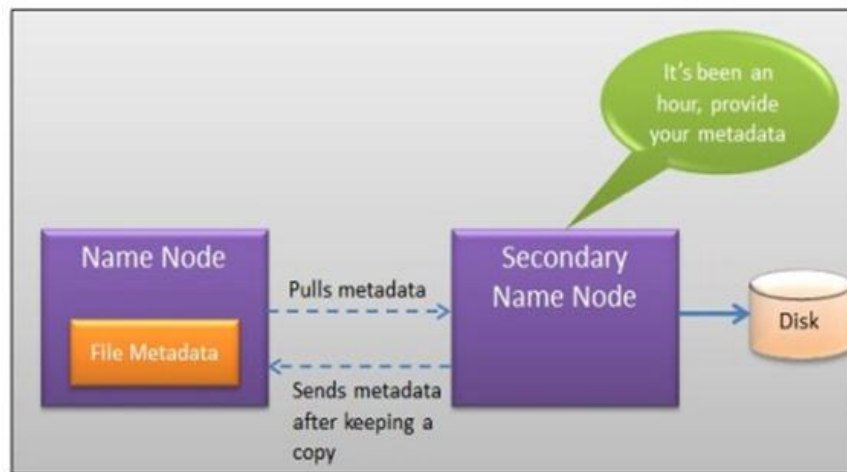 It's been an
hour, provide
your metadata
Name Node
File Metadata
Pulls metadata
Sends metadata
after keeping a
copy
Secondary
Name Node
Disk